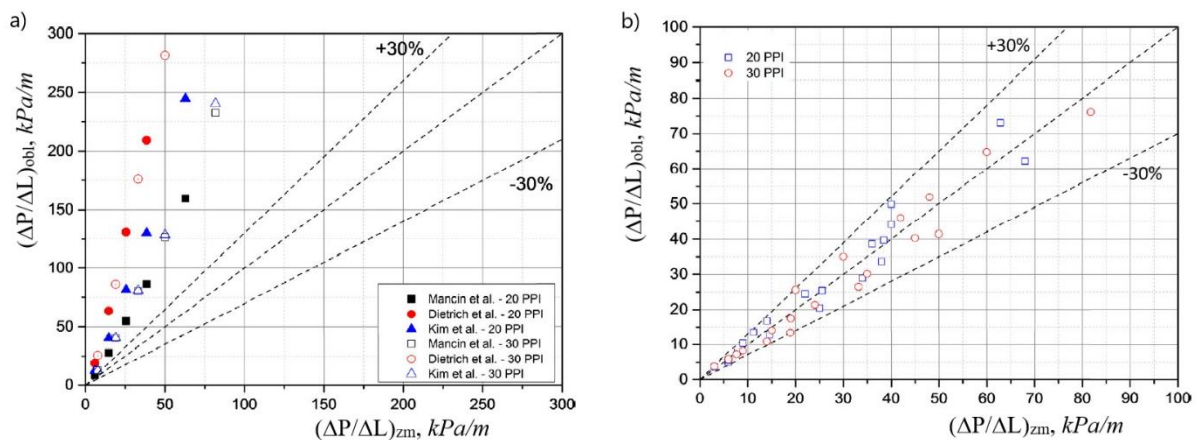 a)
300
250
200
150
100
50
0
(ΔP/ΔL)obl, kPa/m
+30%
-30%
Mancin et al. - 20 PPI
Dietrich et al. - 20 PPI
Kim et al. - 20 PPI
Mancin et al. - 30 PPI
Dietrich et al. - 30 PPI
Kim et al. - 30 PPI
0 50 100 150 200 250 300
(ΔP/ΔL)zm, kPa/m
b)
100
90
80
70
60
50
40
30
20
10
0
(ΔP/ΔL)obl, kPa/m
20 PPI
30 PPI
+30%
-30%
0 10 20 30 40 50 60 70 80 90 100
(ΔP/ΔL)zm, kPa/m